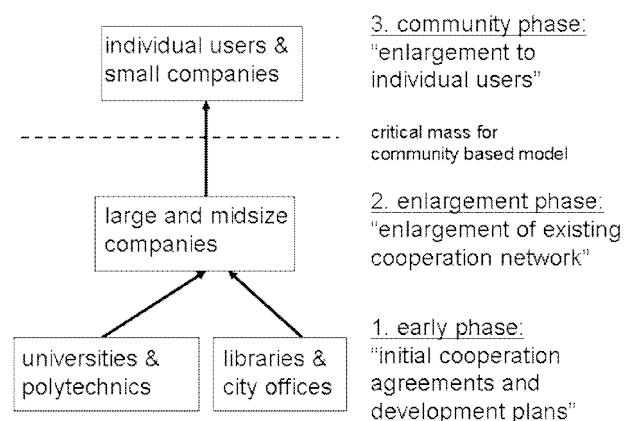 individual users &
small companies
3. community phase:
"enlargement to
individual users"
critical mass for
community based model
large and midsize
companies
2. enlargement phase:
"enlargement of existing
cooperation network"
universities &
polytechnics
libraries &
city offices
1. early phase:
"initial cooperation
agreements and
development plans"